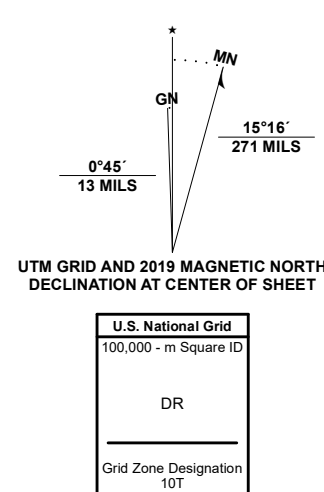 ★
MN
GN
15°16´
271 MILS
0°45´
13 MILS
UTM GRID AND 2019 MAGNETIC NORTH
DECLINATION AT CENTER OF SHEET
U.S. National Grid
100,000 - m Square ID
DR
Grid Zone Designation
10T